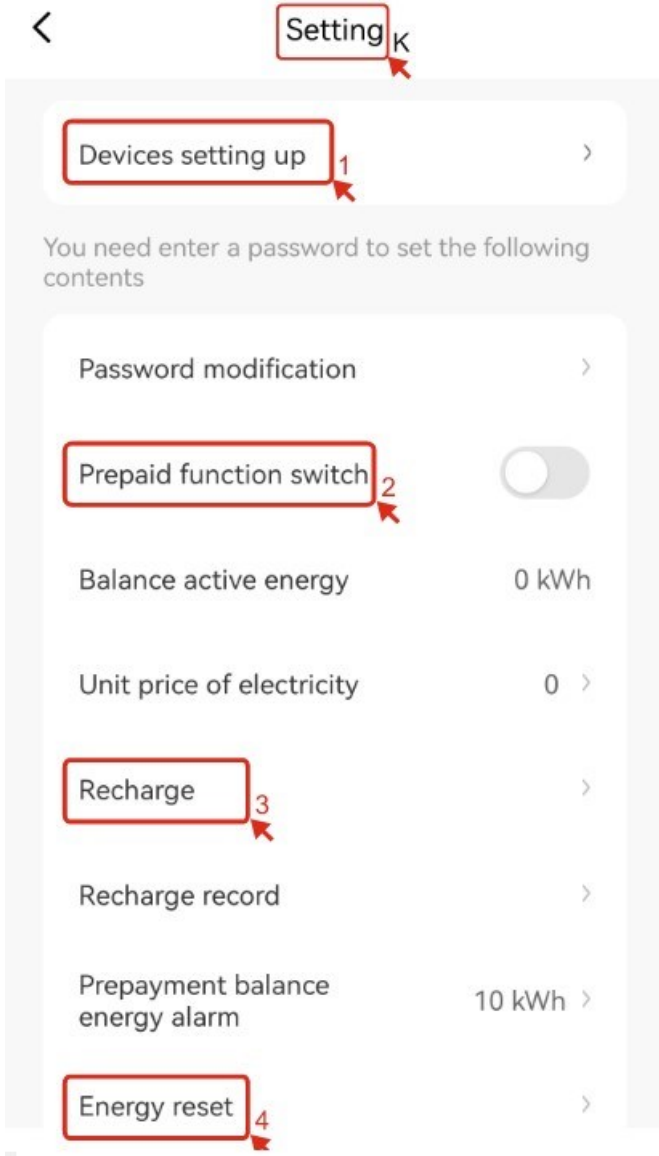 Setting K
Devices setting up 1
You need enter a password to set the following
contents
Password modification
Prepaid function switch 2
Balance active energy 0 kWh
Unit price of electricity 0
Recharge 3
Recharge record
Prepayment balance
energy alarm 10 kWh
Energy reset 4